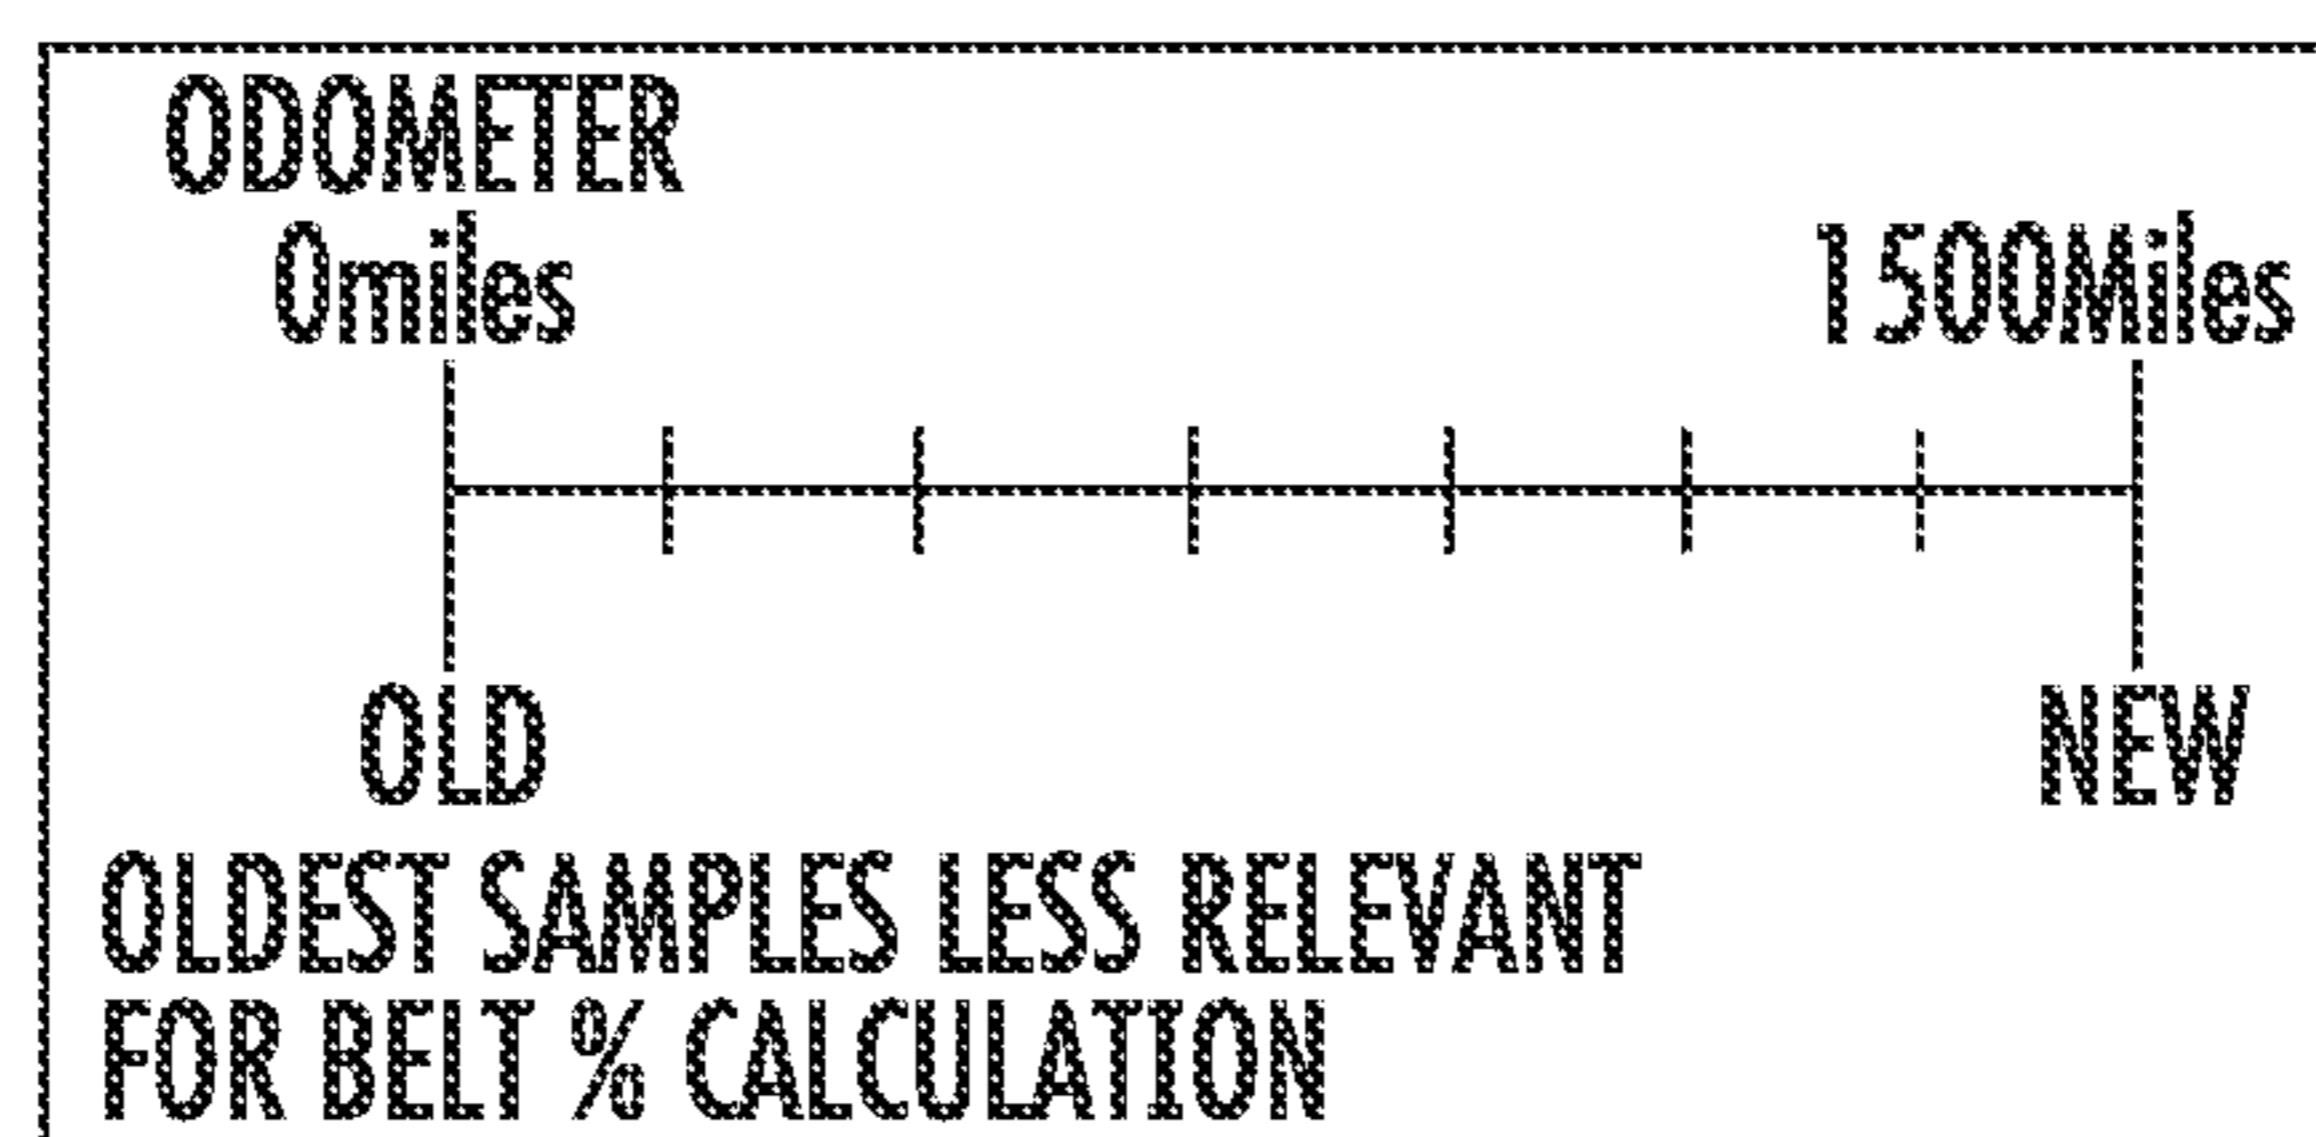 ODOMETER
0miles
1500Miles
OLD
NEW
OLDEST SAMPLES LESS RELEVANT
FOR BELT % CALCULATION